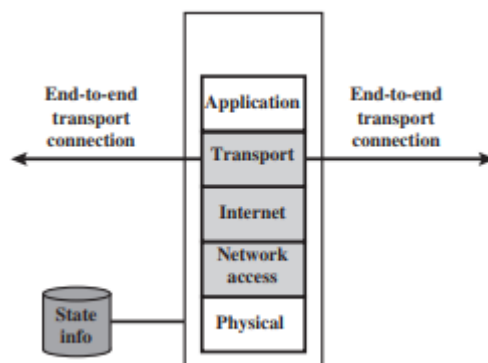 End-to-end
transport
connection
Application
End-to-end
transport
connection
Transport
Internet
Network
access
State
info
Physical